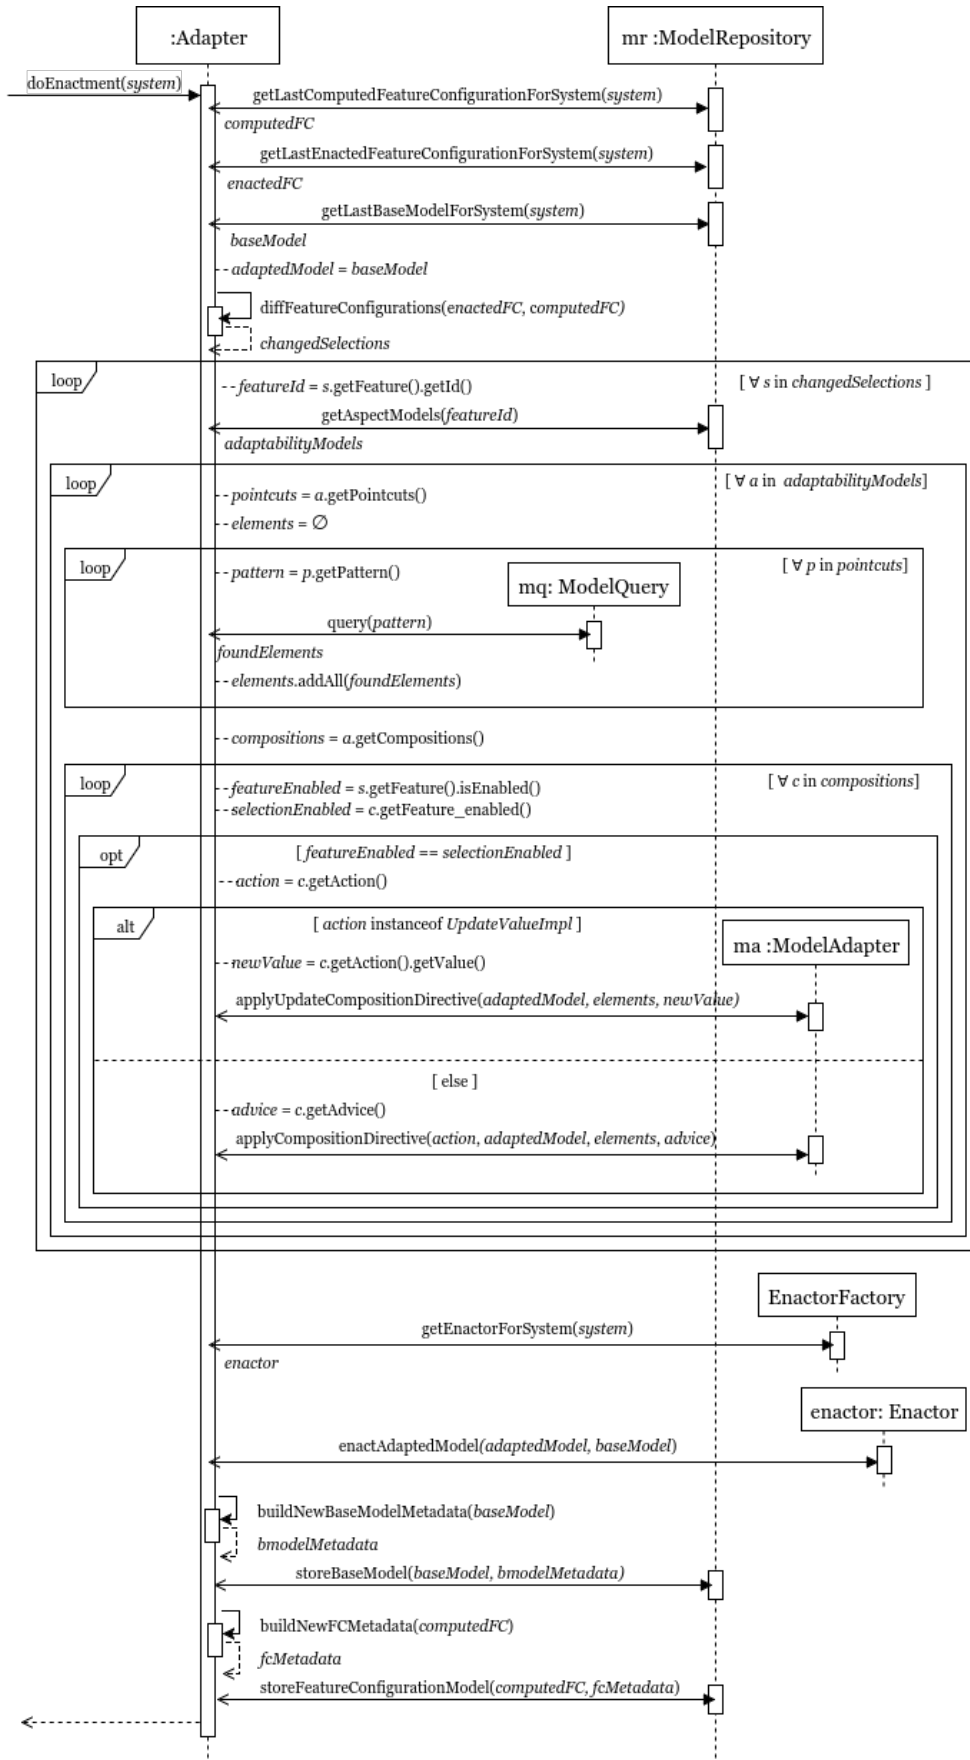 :Adapter
mr :ModelRepository
doEnactment(system)
getLastComputedFeatureConfigurationForSystem(system)
computedFC
getLastEnactedFeatureConfigurationForSystem(system)
enactedFC
getLastBaseModelForSystem(system)
baseModel
adaptedModel = baseModel
diffFeatureConfigurations(enactedFC, computedFC)
changedSelections
loop
[ ∀ s in changedSelections ]
featureId = s.getFeature().getId()
getAspectModels(featureId)
adaptabilityModels
loop
[ ∀ a in adaptabilityModels]
pointcuts = a.getPointcuts()
elements = ∅
loop
[ ∀ p in pointcuts]
pattern = p.getPattern()
mq: ModelQuery
query(pattern)
foundElements
elements.addAll(foundElements)
compositions = a.getCompositions()
loop
[ ∀ c in compositions]
featureEnabled = s.getFeature().isEnabled()
selectionEnabled = c.getFeature_enabled()
opt
[ featureEnabled == selectionEnabled ]
action = c.getAction()
alt
[ action instanceof UpdateValueImpl ]
ma :ModelAdapter
newValue = c.getAction().getValue()
applyUpdateCompositionDirective(adaptedModel, elements, newValue)
[ else ]
advice = c.getAdvice()
applyCompositionDirective(action, adaptedModel, elements, advice)
EnactorFactory
getEnactorForSystem(system)
enactor
enactor: Enactor
enactAdaptedModel(adaptedModel, baseModel)
buildNewBaseModelMetadata(baseModel)
bmodelMetadata
storeBaseModel(baseModel, bmodelMetadata)
buildNewFCMetadata(computedFC)
fcMetadata
storeFeatureConfigurationModel(computedFC, fcMetadata)